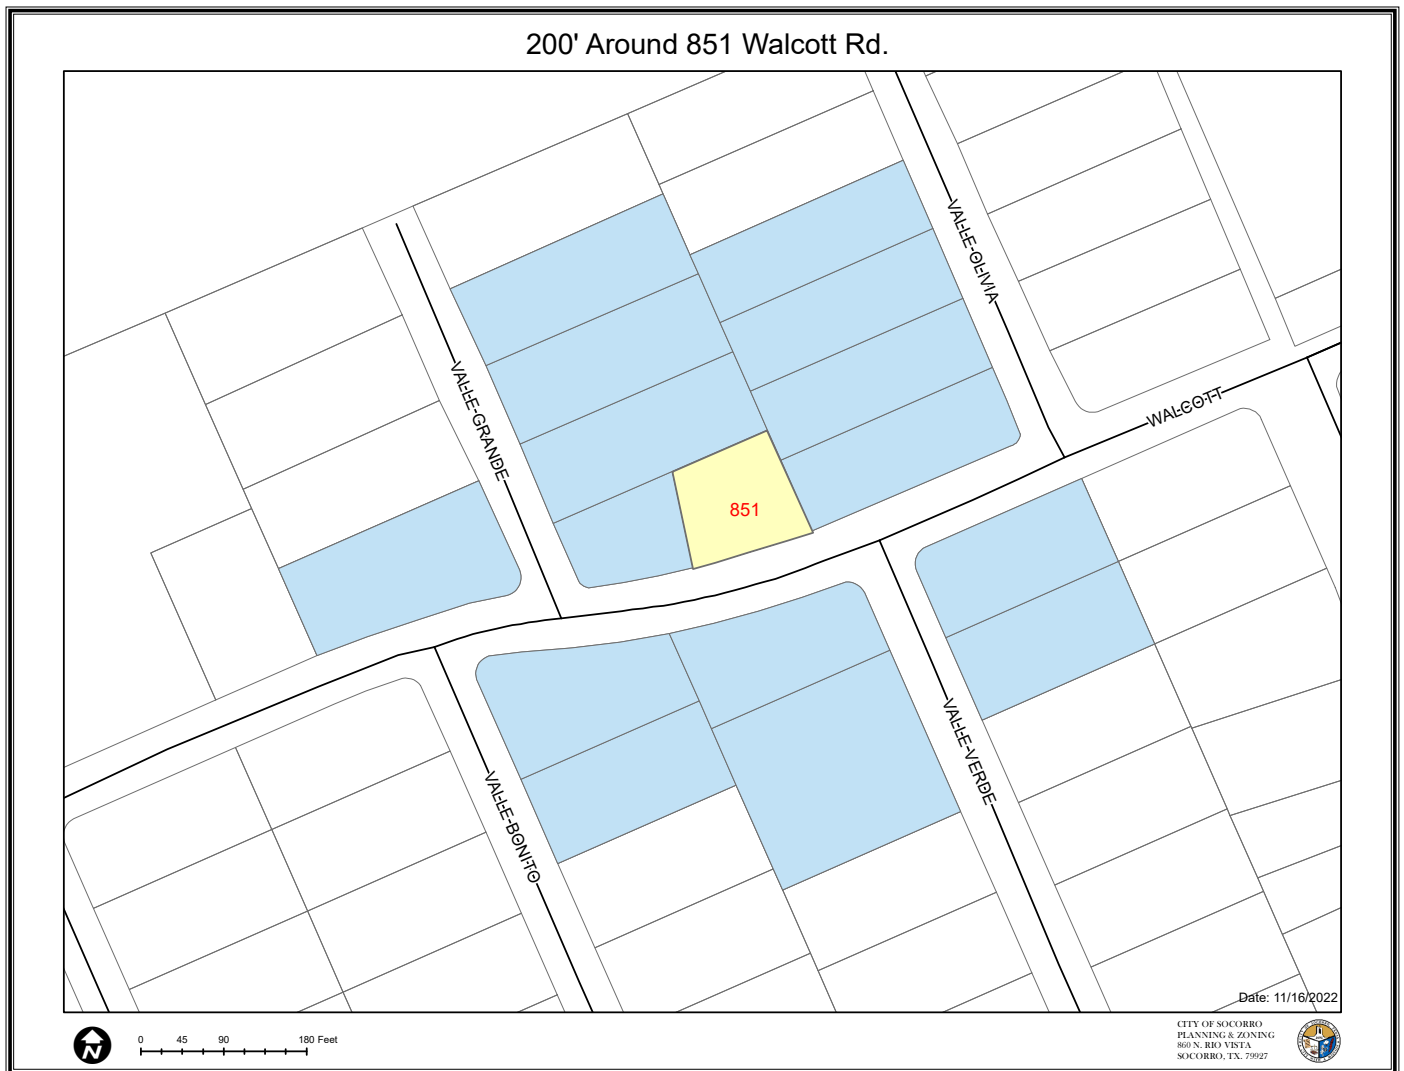 200' Around 851 Walcott Rd.
VALLE OLIVIA
VALLE GRANDE
WALCOTT
851
VALLE VERDE
VALLE BONITO
Date: 11/16/2022
N
0 45 90 180 Feet
CITY OF SOCORRO
PLANNING & ZONING
860 N. RIO VISTA
SOCORRO, TX. 79927